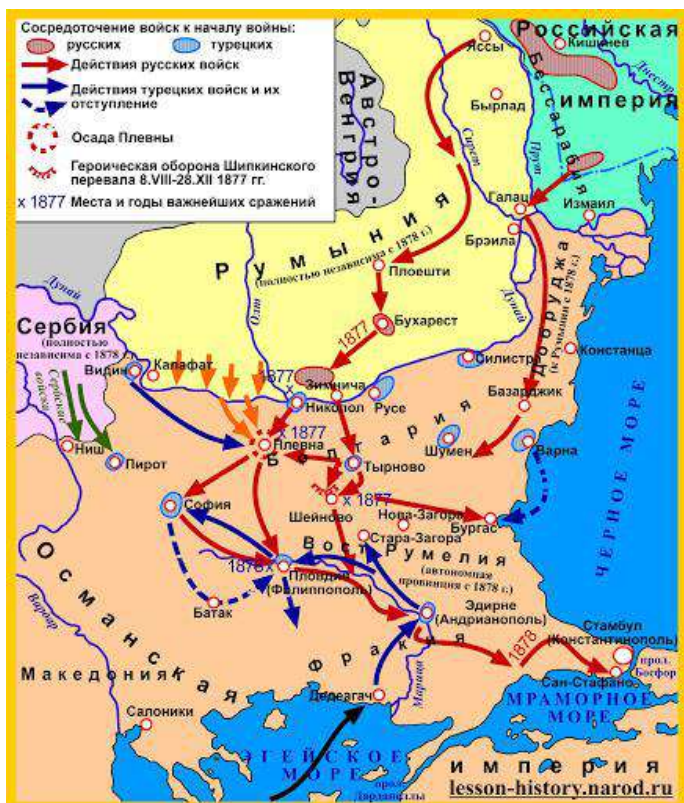 Сосредоточение войск к началу войны:
русских
турецких
Действия русских войск
Действия турецких войск и их
отступление
Осада Плевны
Героическая оборона Шипкинского
перевала 8.VIII-28.XII 1877 гг.
х 1877 Места и годы важнейших сражений
Российская
империя
Кишинев
Днестр
Бессарабия
Яссы
Бырлад
Австро-
Венгрия
Сирет
Прут
Галац
Измаил
Брэила
Румыния
(полностью независима с 1878 г.)
Плоешти
Дунай
Олт
1877
Бухарест
Добруджа
(к Румынии с 1878 г.)
Дунай
Сербия
(полностью
независима с 1878 г.)
Видин
Калафат
1877
х
Зимнича
Никопол
Русе
Силистра
Констанца
Базарджик
Сербские
войска
Ниш
Пирот
х 1877
Плевна
Болгария
Тырново
Шумен
Варна
х 1877
Шейново
Нова-Загора
Бургас
София
Стара-Загора
Вост. Румелия
(автономная
провинция с 1878 г.)
1878 х
Пловдив
(Филиппополь)
Батак
Эдирне
(Андрианополь)
1878
Стамбул
(Константинополь)
прол.
Босфор
Сан-Стефано
ЧЕРНОЕ МОРЕ
МРАМОРНОЕ
МОРЕ
Османская
империя
Вардар
Македония
Фракия
Марица
Салоники
Дедеагач
ЭГЕЙСКОЕ
МОРЕ
прол.
Дарданеллы
lesson-history.narod.ru